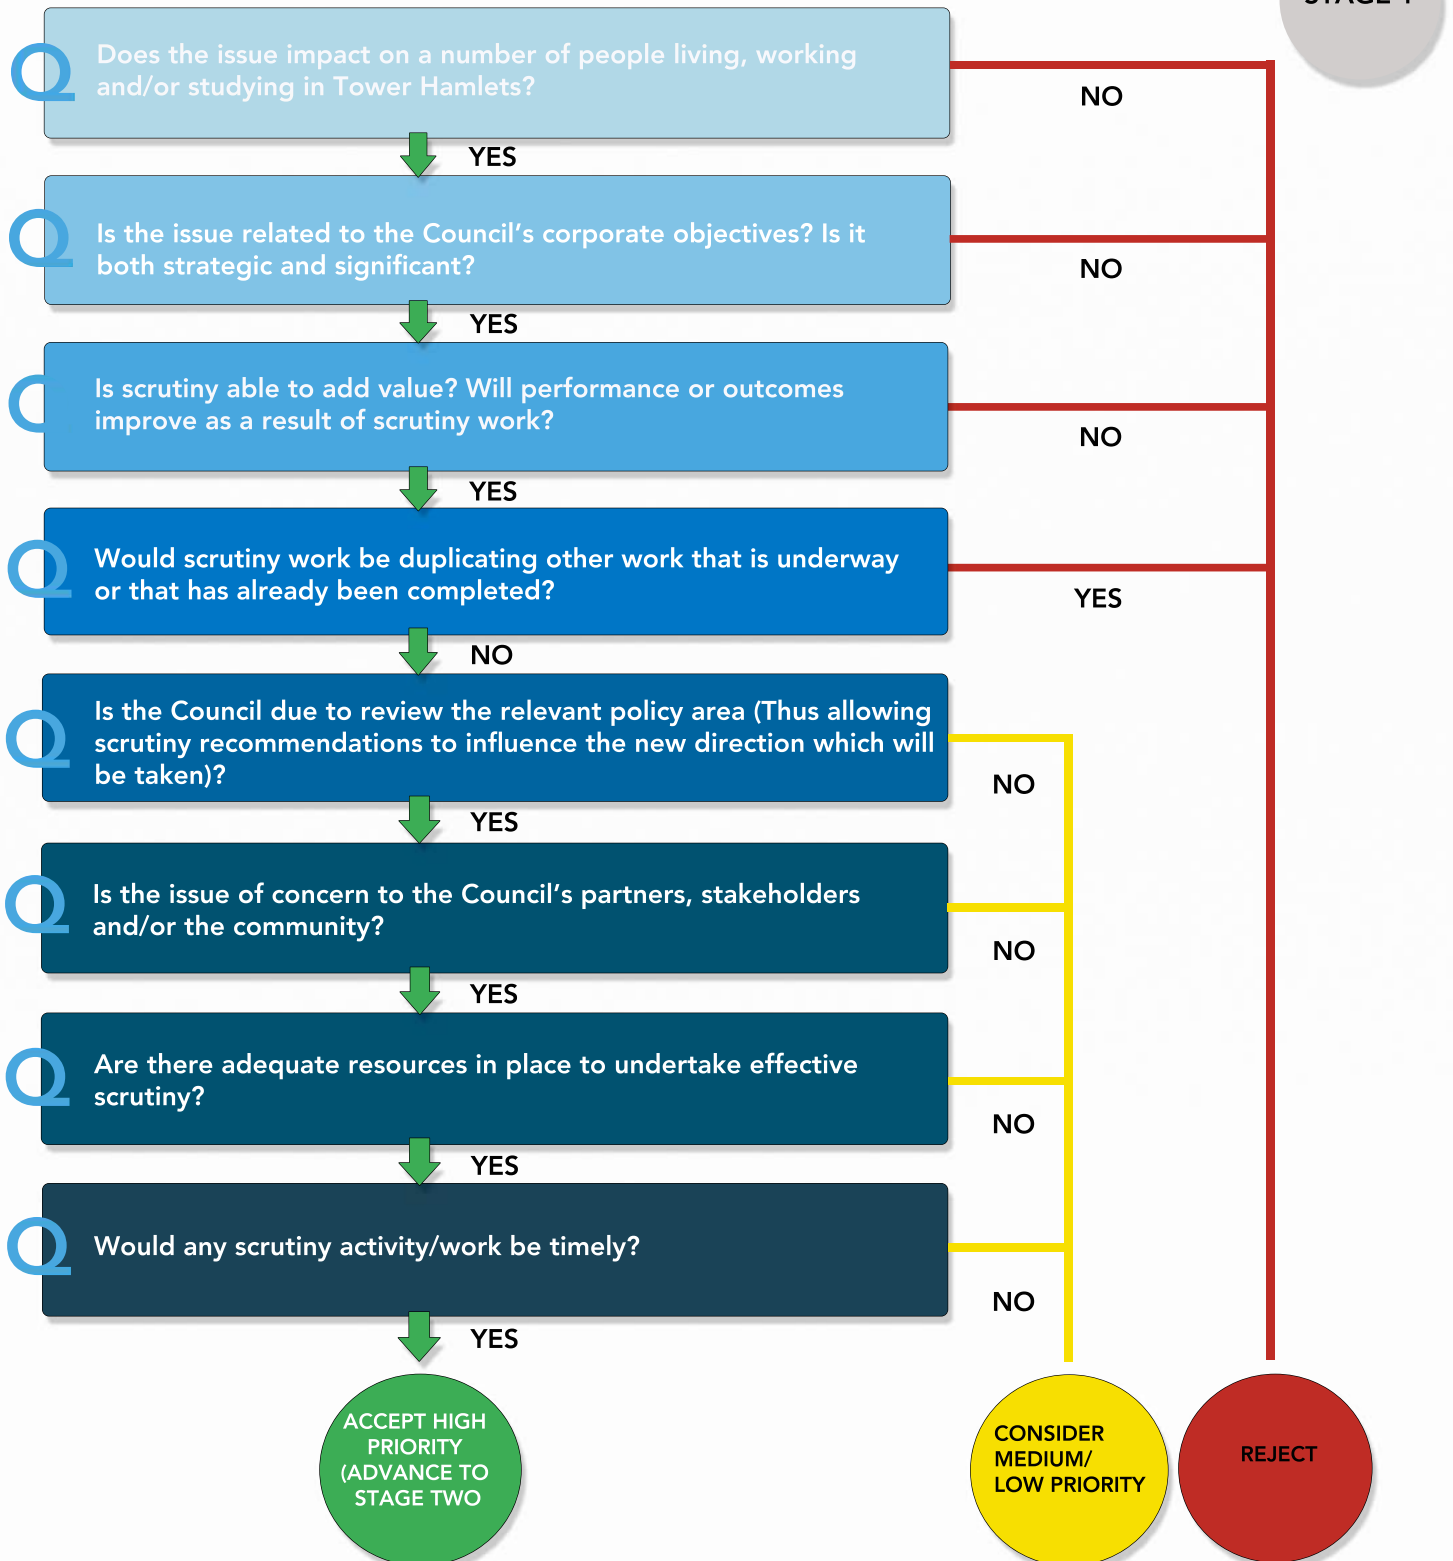 STAGE 1
Q
Does the issue impact on a number of people living, working
and/or studying in Tower Hamlets?
NO
YES
Q
Is the issue related to the Council’s corporate objectives? Is it
both strategic and significant?
NO
YES
Q
Is scrutiny able to add value? Will performance or outcomes
improve as a result of scrutiny work?
NO
YES
Q
Would scrutiny work be duplicating other work that is underway
or that has already been completed?
YES
NO
Q
Is the Council due to review the relevant policy area (Thus allowing
scrutiny recommendations to influence the new direction which will
be taken)?
NO
YES
Q
Is the issue of concern to the Council’s partners, stakeholders
and/or the community?
NO
YES
Q
Are there adequate resources in place to undertake effective
scrutiny?
NO
YES
Q
Would any scrutiny activity/work be timely?
NO
YES
ACCEPT HIGH
PRIORITY
(ADVANCE TO
STAGE TWO
CONSIDER
MEDIUM/
LOW PRIORITY
REJECT